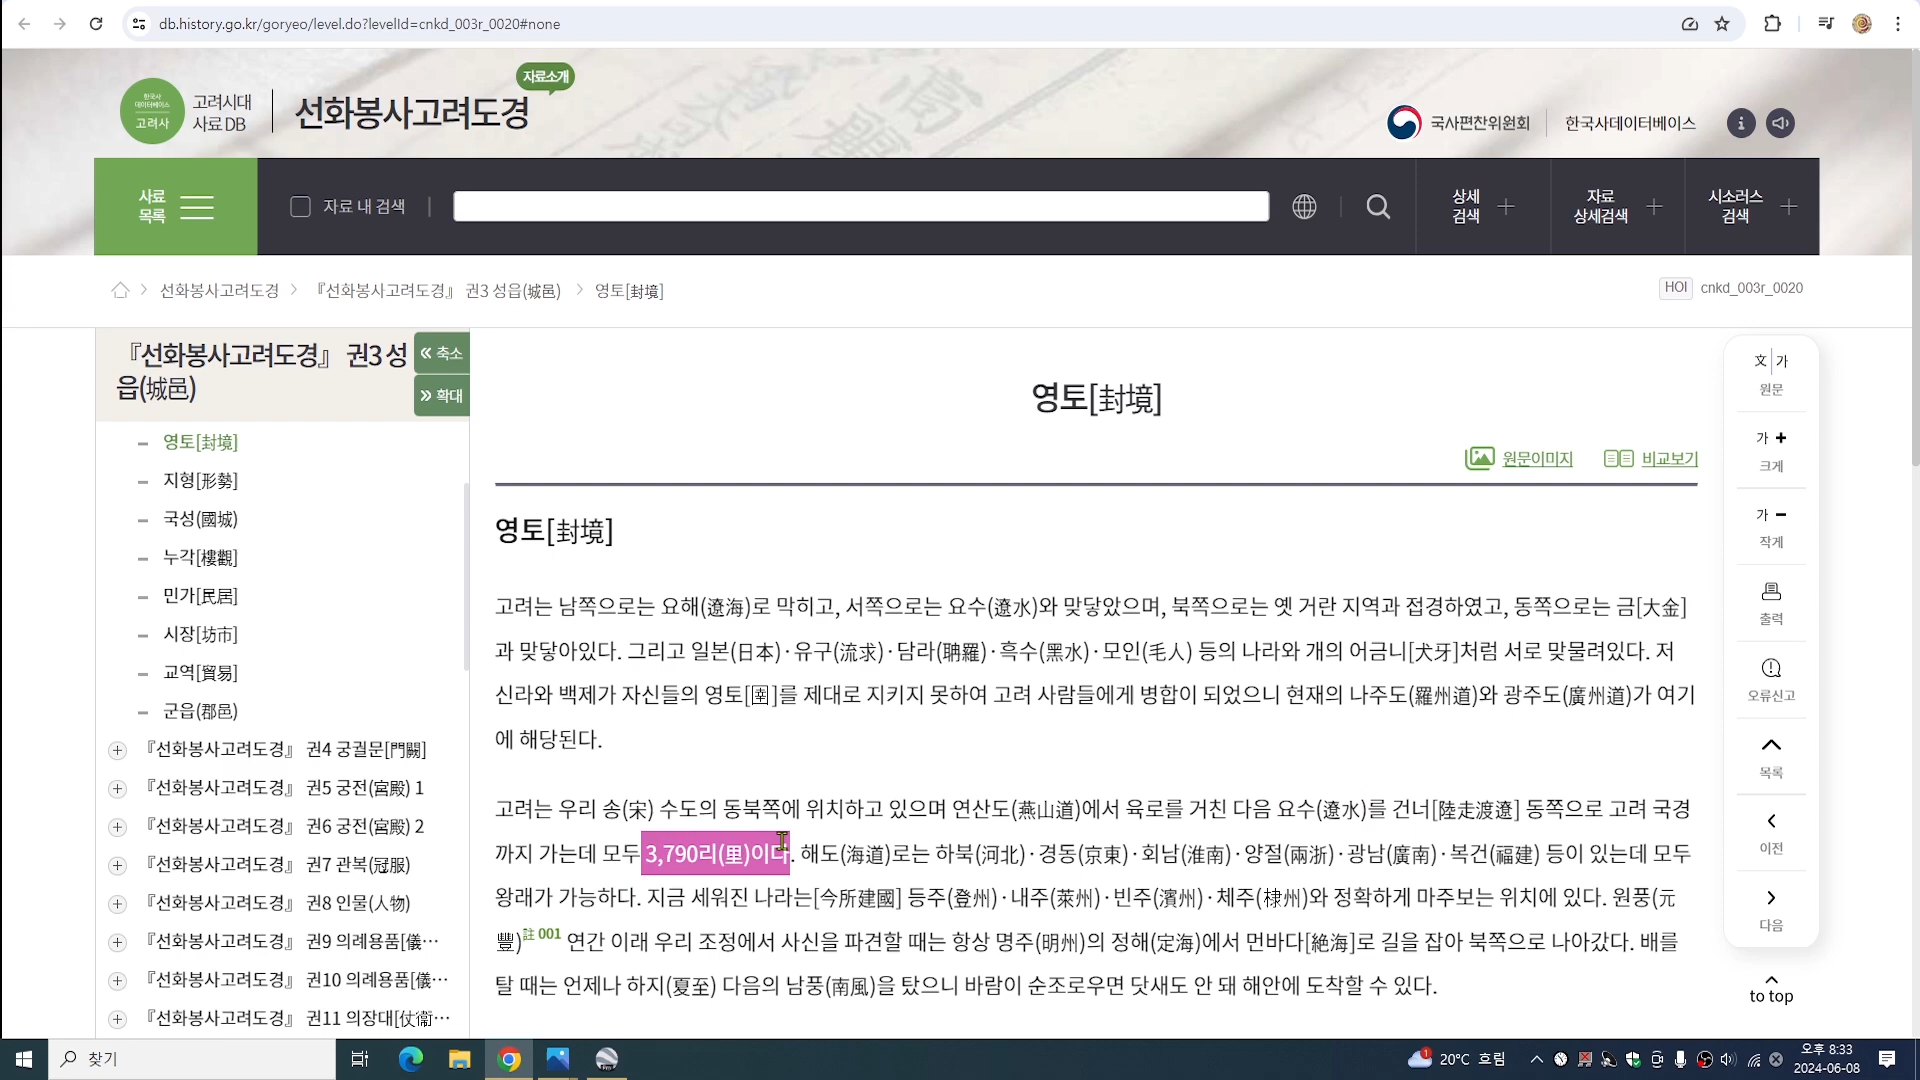 db.history.go.kr/goryeo/level.do?levelId=cnkd_003r_0020#none
자료소개
한국사
데이터베이스
고려사
고려시대
사료 DB
선화봉사고려도경
국사편찬위원회
한국사데이터베이스
사료
목록
자료 내 검색
상세
검색
자료
상세검색
시소러스
검색
선화봉사고려도경 > 『선화봉사고려도경』 권3 성읍(城邑) > 영토[封境]
HOI cnkd_003r_0020
『선화봉사고려도경』 권3 성
읍(城邑)
« 축소
» 확대
영토[封境]
지형[形勢]
국성(國城)
누각[樓觀]
민가[民居]
시장[坊市]
교역[貿易]
군읍(郡邑)
『선화봉사고려도경』 권4 궁궐문[門闕]
『선화봉사고려도경』 권5 궁전(宮殿) 1
『선화봉사고려도경』 권6 궁전(宮殿) 2
『선화봉사고려도경』 권7 관복(冠服)
『선화봉사고려도경』 권8 인물(人物)
『선화봉사고려도경』 권9 의례용품[儀…
『선화봉사고려도경』 권10 의례용품[儀…
『선화봉사고려도경』 권11 의장대[仗衛…
영토[封境]
원문이미지
비교보기
영토[封境]
고려는 남쪽으로는 요해(遼海)로 막히고, 서쪽으로는 요수(遼水)와 맞닿았으며, 북쪽으로는 옛 거란 지역과 접경하였고, 동쪽으로는 금[大金]
과 맞닿아있다. 그리고 일본(日本)·유구(流求)·담라(聃羅)·흑수(黑水)·모인(毛人) 등의 나라와 개의 어금니[犬牙]처럼 서로 맞물려있다. 저
신라와 백제가 자신들의 영토[圉]를 제대로 지키지 못하여 고려 사람들에게 병합이 되었으니 현재의 나주도(羅州道)와 광주도(廣州道)가 여기
에 해당된다.
고려는 우리 송(宋) 수도의 동북쪽에 위치하고 있으며 연산도(燕山道)에서 육로를 거친 다음 요수(遼水)를 건너[陸走渡遼] 동쪽으로 고려 국경
까지 가는데 모두 3,790리(里)이다. 해도(海道)로는 하북(河北)·경동(京東)·회남(淮南)·양절(兩浙)·광남(廣南)·복건(福建) 등이 있는데 모두
왕래가 가능하다. 지금 세워진 나라는[今所建國] 등주(登州)·내주(萊州)·빈주(濱州)·체주(棣州)와 정확하게 마주보는 위치에 있다. 원풍(元
豐)註 001 연간 이래 우리 조정에서 사신을 파견할 때는 항상 명주(明州)의 정해(定海)에서 먼바다[絶海]로 길을 잡아 북쪽으로 나아갔다. 배를
탈 때는 언제나 하지(夏至) 다음의 남풍(南風)을 탔으니 바람이 순조로우면 닷새도 안 돼 해안에 도착할 수 있다.
文 가
원문
가 +
크게
가 -
작게
출력
오류신고
목록
이전
다음
to top
찾기
1
20°C 흐림
오후 8:33
2024-06-08